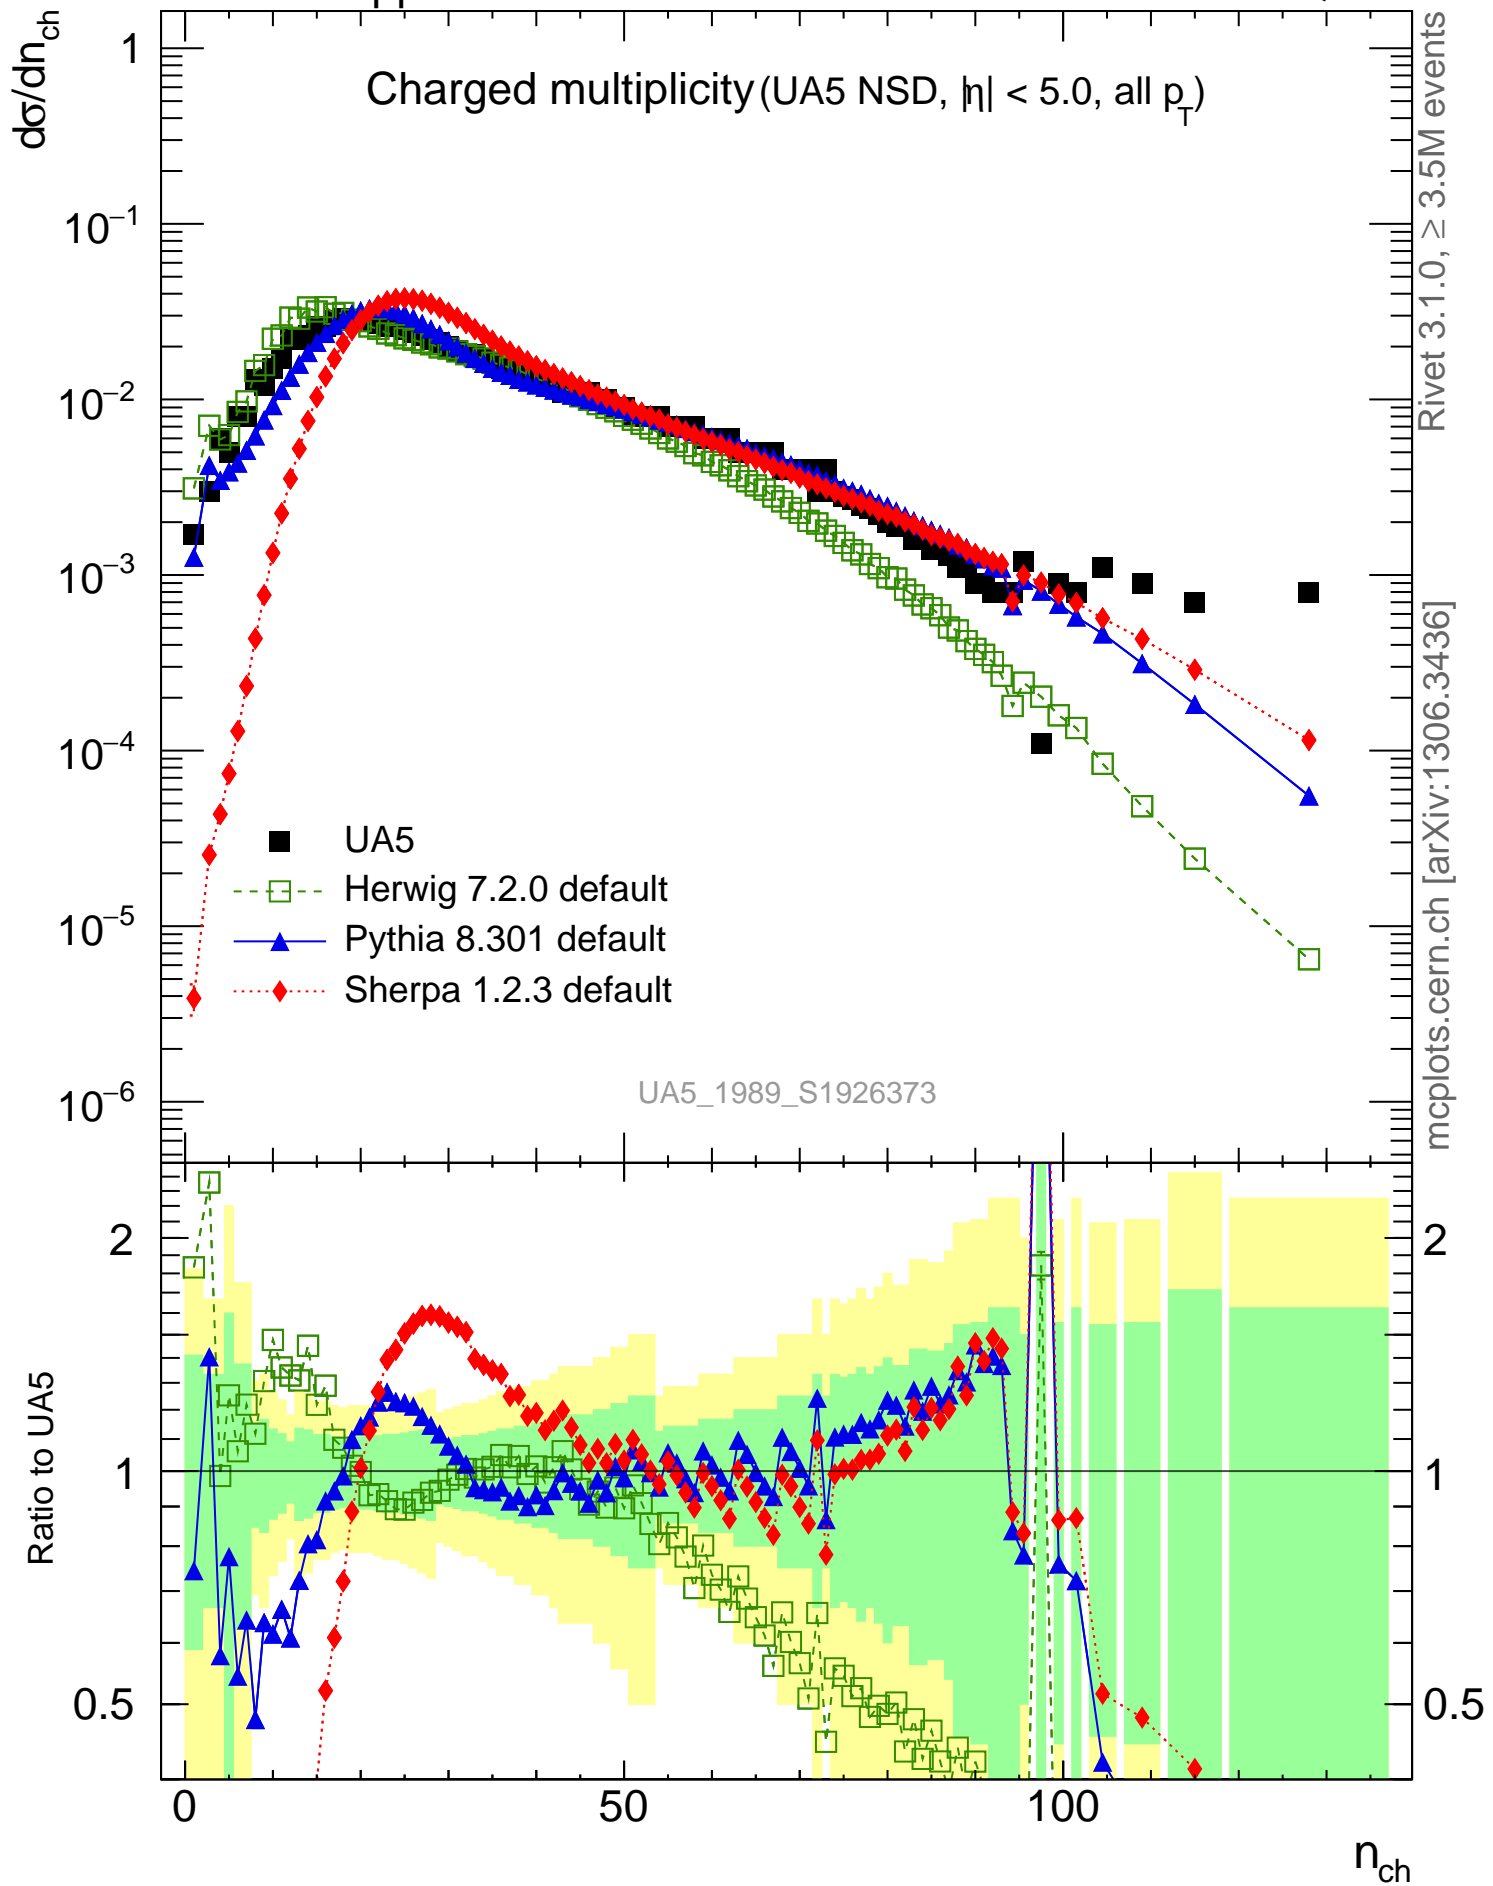 pp
dσ/dn_ch
Charged multiplicity (UA5 NSD, |η| < 5.0, all p_T)
1
10^−1
10^−2
10^−3
10^−4
10^−5
10^−6
UA5
Herwig 7.2.0 default
Pythia 8.301 default
Sherpa 1.2.3 default
UA5_1989_S1926373
Rivet 3.1.0, ≥ 3.5M events
mcplots.cern.ch [arXiv:1306.3436]
Ratio to UA5
2
1
0.5
2
1
0.5
0
50
100
n_ch